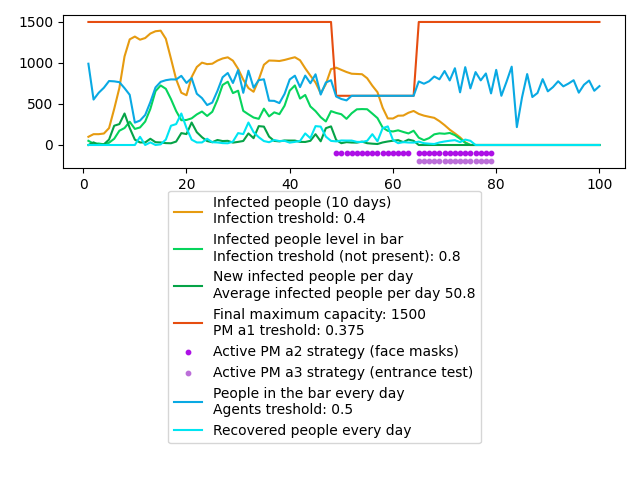 1500
1000
500
0
0 20 40 60 80 100
Infected people (10 days)
Infection treshold: 0.4
Infected people level in bar
Infection treshold (not present): 0.8
New infected people per day
Average infected people per day 50.8
Final maximum capacity: 1500
PM a1 treshold: 0.375
Active PM a2 strategy (face masks)
Active PM a3 strategy (entrance test)
People in the bar every day
Agents treshold: 0.5
Recovered people every day